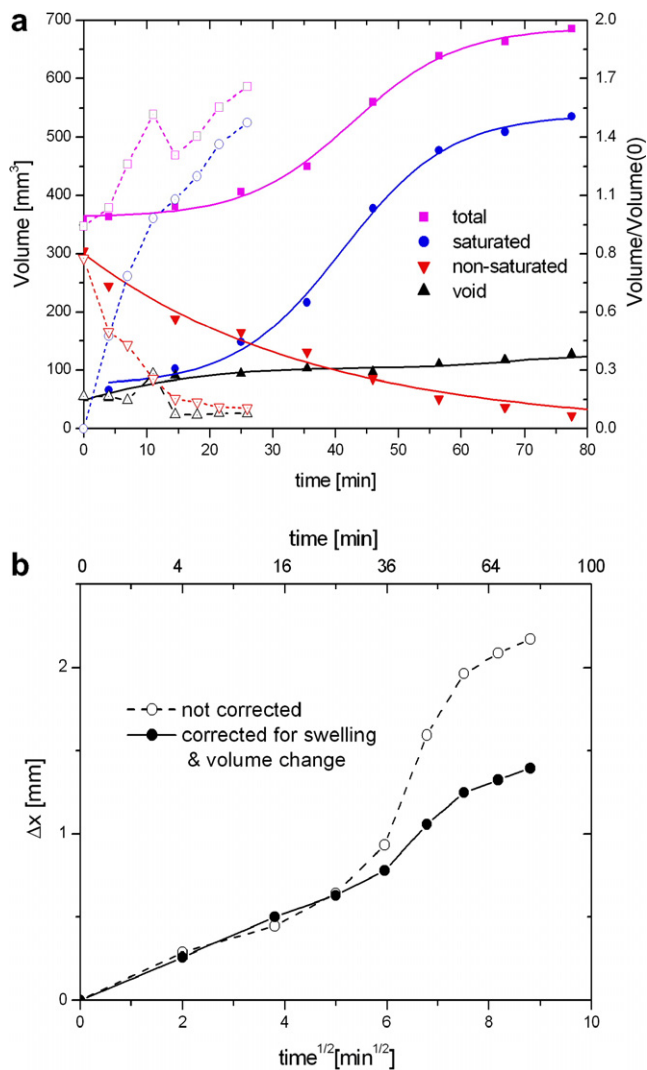 a
700
600
500
400
300
200
100
0
Volume [mm³]
2.0
1.7
1.4
1.1
0.8
0.6
0.3
0.0
Volume/Volume(0)
total
saturated
non-saturated
void
0 10 20 30 40 50 60 70 80
time [min]
time [min]
b
0 4 16 36 64 100
2
1
0
Δx [mm]
not corrected
corrected for swelling
& volume change
0 2 4 6 8 10
time^1/2[min^1/2]